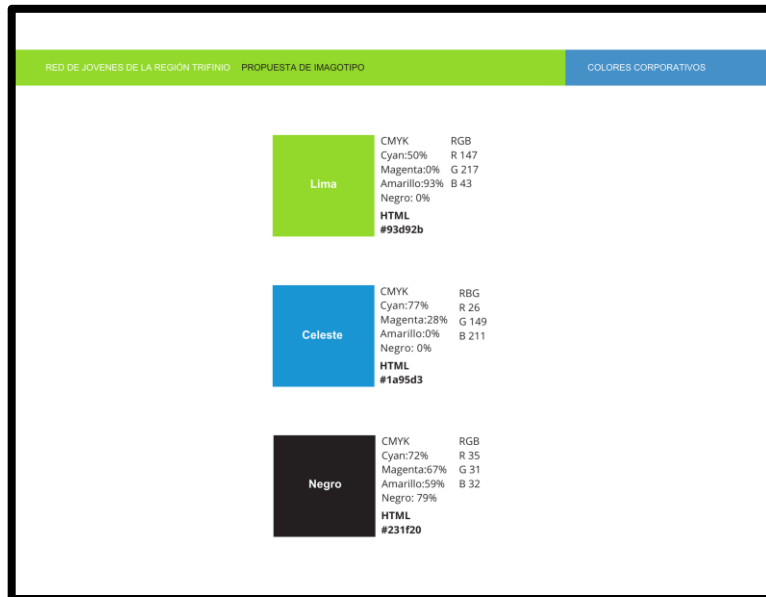 RED DE JOVENES DE LA REGIÓN TRIFINIO PROPUESTA DE IMAGOTIPO COLORES CORPORATIVOS
Lima
CMYK RGB
Cyan:50% R 147
Magenta:0% G 217
Amarillo:93% B 43
Negro: 0%
HTML
#93d92b
Celeste
CMYK RBG
Cyan:77% R 26
Magenta:28% G 149
Amarillo:0% B 211
Negro: 0%
HTML
#1a95d3
Negro
CMYK RGB
Cyan:72% R 35
Magenta:67% G 31
Amarillo:59% B 32
Negro: 79%
HTML
#231f20